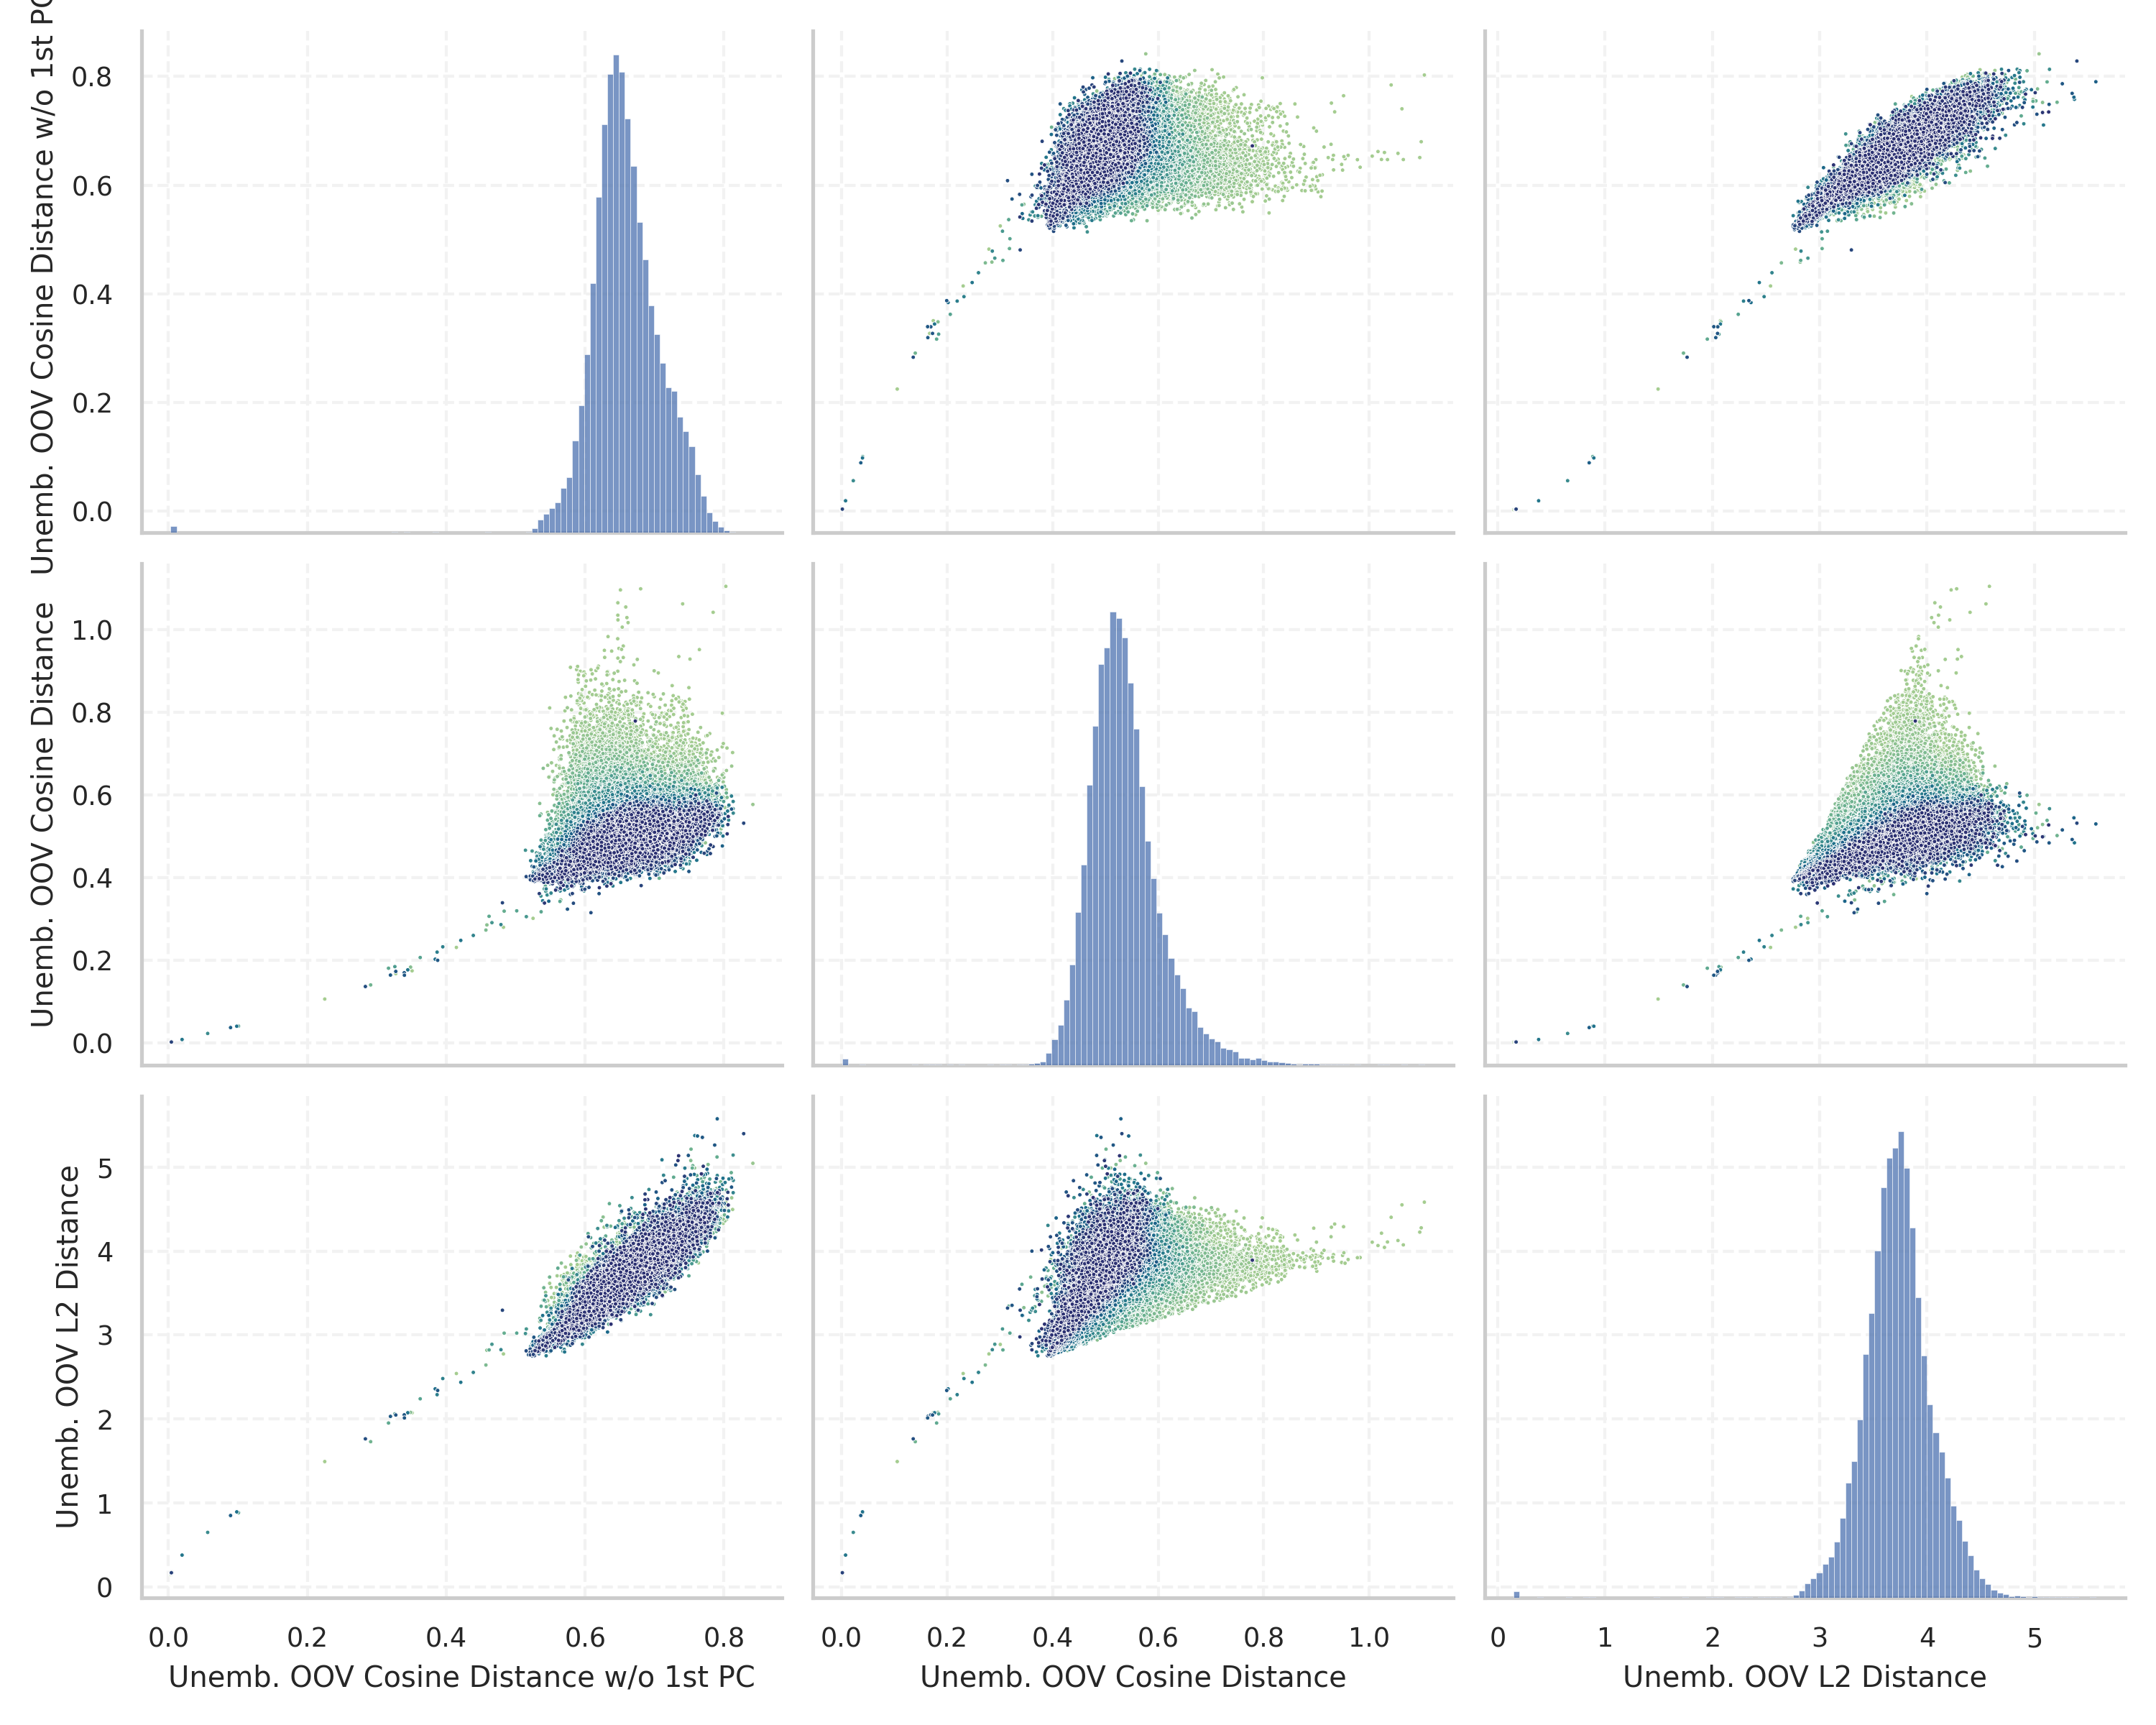 Unemb. OOV Cosine Distance w/o 1st PC
0.8
0.6
0.4
0.2
0.0
Unemb. OOV Cosine Distance
1.0
0.8
0.6
0.4
0.2
0.0
Unemb. OOV L2 Distance
5
4
3
2
1
0
0.0 0.2 0.4 0.6 0.8
0.0 0.2 0.4 0.6 0.8 1.0
0 1 2 3 4 5
Unemb. OOV Cosine Distance w/o 1st PC
Unemb. OOV Cosine Distance
Unemb. OOV L2 Distance